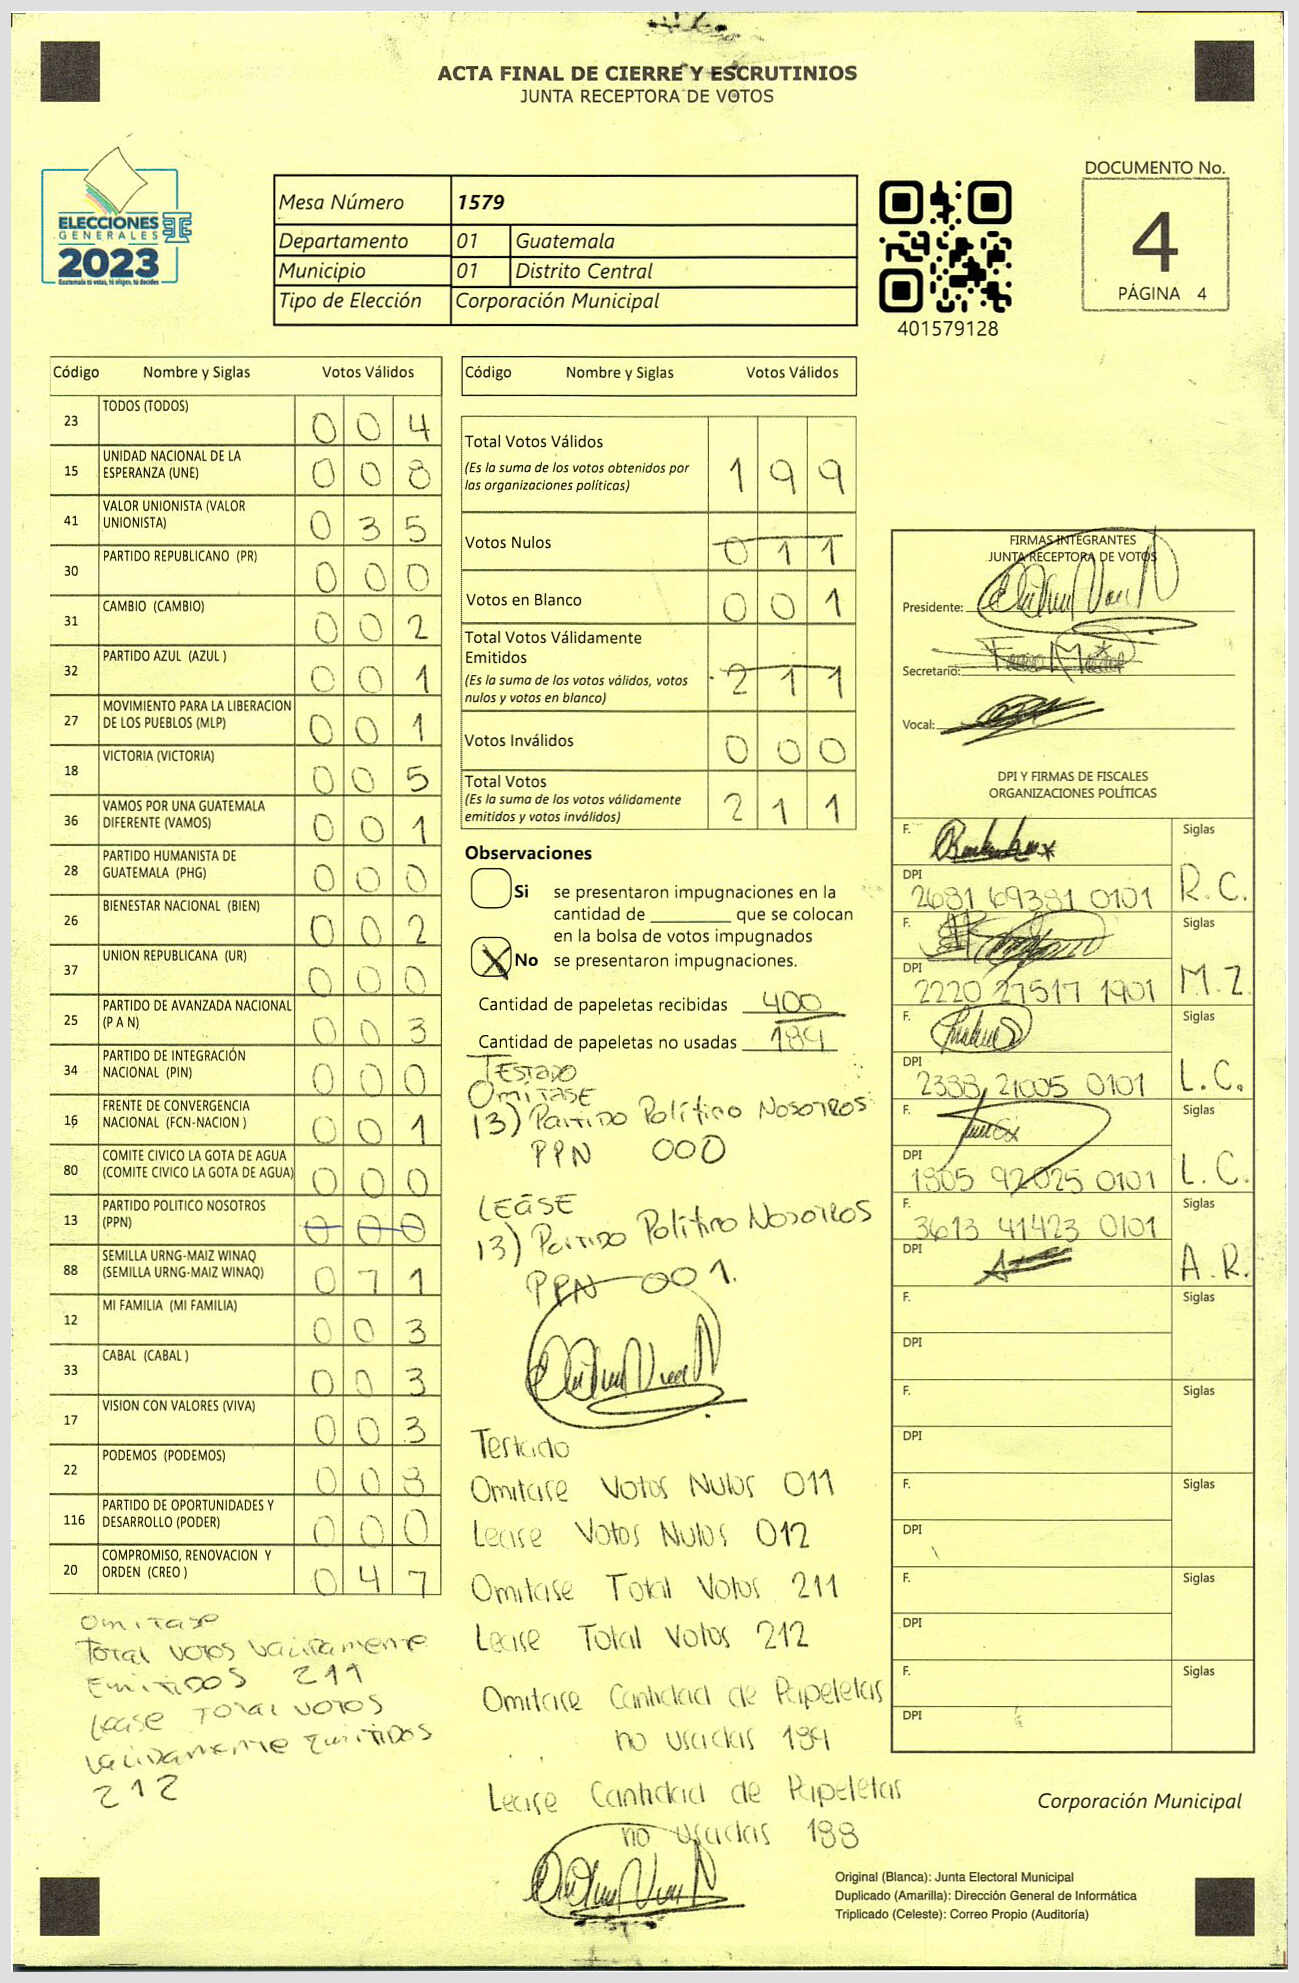 ACTA FINAL DE CIERRE Y ESCRUTINIOS
JUNTA RECEPTORA DE VOTOS
ELECCIONES
GENERALES
2023
Guatemala tú votas, tú eliges, tú decides
Mesa Número 1579
Departamento 01 Guatemala
Municipio 01 Distrito Central
Tipo de Elección Corporación Municipal
401579128
DOCUMENTO No.
4
PÁGINA 4
Código Nombre y Siglas Votos Válidos
23 TODOS (TODOS) 0 0 4
15 UNIDAD NACIONAL DE LA
ESPERANZA (UNE) 0 0 8
41 VALOR UNIONISTA (VALOR
UNIONISTA) 0 3 5
30 PARTIDO REPUBLICANO (PR) 0 0 0
31 CAMBIO (CAMBIO) 0 0 2
32 PARTIDO AZUL (AZUL ) 0 0 1
27 MOVIMIENTO PARA LA LIBERACION
DE LOS PUEBLOS (MLP) 0 0 1
18 VICTORIA (VICTORIA) 0 0 5
36 VAMOS POR UNA GUATEMALA
DIFERENTE (VAMOS) 0 0 1
28 PARTIDO HUMANISTA DE
GUATEMALA (PHG) 0 0 0
26 BIENESTAR NACIONAL (BIEN) 0 0 2
37 UNION REPUBLICANA (UR) 0 0 0
25 PARTIDO DE AVANZADA NACIONAL
(P A N) 0 0 3
34 PARTIDO DE INTEGRACIÓN
NACIONAL (PIN) 0 0 0
16 FRENTE DE CONVERGENCIA
NACIONAL (FCN-NACION ) 0 0 1
80 COMITE CIVICO LA GOTA DE AGUA
(COMITE CIVICO LA GOTA DE AGUA) 0 0 0
13 PARTIDO POLITICO NOSOTROS
(PPN) 0 0 0
88 SEMILLA URNG-MAIZ WINAQ
(SEMILLA URNG-MAIZ WINAQ) 0 7 1
12 MI FAMILIA (MI FAMILIA) 0 0 3
33 CABAL (CABAL ) 0 0 3
17 VISION CON VALORES (VIVA) 0 0 3
22 PODEMOS (PODEMOS) 0 0 8
116 PARTIDO DE OPORTUNIDADES Y
DESARROLLO (PODER) 0 0 0
20 COMPROMISO, RENOVACION Y
ORDEN (CREO ) 0 4 7
Omitase
Total votos validamente
Emitidos 211
Lease Total votos
validamente Emitidos
212
Código Nombre y Siglas Votos Válidos
Total Votos Válidos
(Es la suma de los votos obtenidos por
las organizaciones políticas) 1 9 9
Votos Nulos 0 1 1
Votos en Blanco 0 0 1
Total Votos Válidamente
Emitidos
(Es la suma de los votos válidos, votos
nulos y votos en blanco) 2 1 1
Votos Inválidos 0 0 0
Total Votos
(Es la suma de los votos válidamente
emitidos y votos inválidos) 2 1 1
Observaciones
Si se presentaron impugnaciones en la
cantidad de ________ que se colocan
en la bolsa de votos impugnados
X No se presentaron impugnaciones.
Cantidad de papeletas recibidas 400
Cantidad de papeletas no usadas 189
TESTADO
OmiTASE
13) Partido Politico Nosotros
PPN 000
LEASE
13) Partido Politico Nosotros
PPN 001.
Testado
Omitase Votos Nulos 011
Lease Votos Nulos 012
Omitase Total Votos 211
Lease Total Votos 212
Omitase Cantidad de Papeletas
no usadas 189
Lease Cantidad de Papeletas
no usadas 188
FIRMAS INTEGRANTES
JUNTA RECEPTORA DE VOTOS
Presidente:
Secretario:
Vocal:
DPI Y FIRMAS DE FISCALES
ORGANIZACIONES POLÍTICAS
F. Siglas
DPI 2681 69381 0101 R.C.
F. Siglas
DPI 2220 27517 1901 M.Z
F. Siglas
DPI 2338 21005 0101 L.C.
F. Siglas
DPI 1805 92025 0101 L.C.
F. 3613 41423 0101 Siglas
DPI A.R.
F. Siglas
DPI
F. Siglas
DPI
F. Siglas
DPI
F. Siglas
DPI
F. Siglas
DPI
Corporación Municipal
Original (Blanca): Junta Electoral Municipal
Duplicado (Amarilla): Dirección General de Informática
Triplicado (Celeste): Correo Propio (Auditoría)